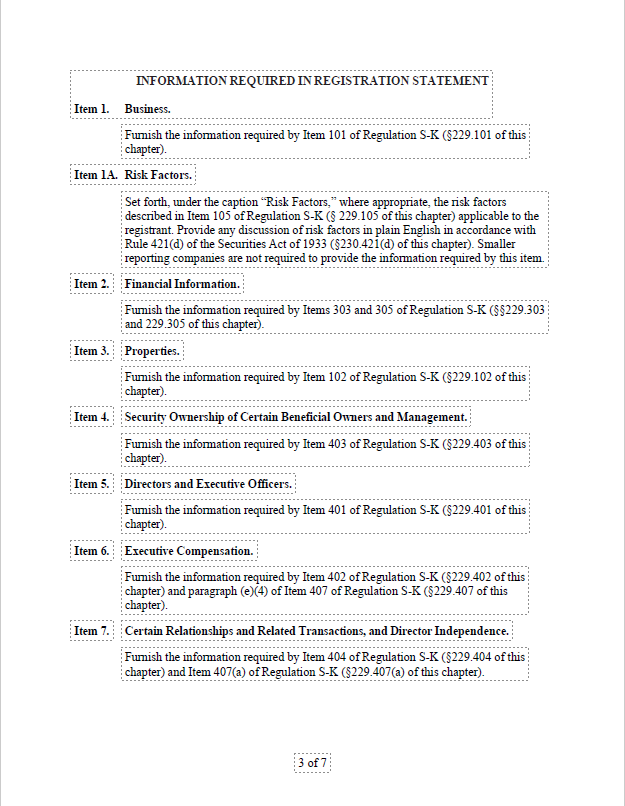 INFORMATION REQUIRED IN REGISTRATION STATEMENT
Item 1. Business.
Furnish the information required by Item 101 of Regulation S-K (§229.101 of this
chapter).
Item 1A. Risk Factors.
Set forth, under the caption “Risk Factors,” where appropriate, the risk factors
described in Item 105 of Regulation S-K (§ 229.105 of this chapter) applicable to the
registrant. Provide any discussion of risk factors in plain English in accordance with
Rule 421(d) of the Securities Act of 1933 (§230.421(d) of this chapter). Smaller
reporting companies are not required to provide the information required by this item.
Item 2. Financial Information.
Furnish the information required by Items 303 and 305 of Regulation S-K (§§229.303
and 229.305 of this chapter).
Item 3. Properties.
Furnish the information required by Item 102 of Regulation S-K (§229.102 of this
chapter).
Item 4. Security Ownership of Certain Beneficial Owners and Management.
Furnish the information required by Item 403 of Regulation S-K (§229.403 of this
chapter).
Item 5. Directors and Executive Officers.
Furnish the information required by Item 401 of Regulation S-K (§229.401 of this
chapter).
Item 6. Executive Compensation.
Furnish the information required by Item 402 of Regulation S-K (§229.402 of this
chapter) and paragraph (e)(4) of Item 407 of Regulation S-K (§229.407 of this
chapter).
Item 7. Certain Relationships and Related Transactions, and Director Independence.
Furnish the information required by Item 404 of Regulation S-K (§229.404 of this
chapter) and Item 407(a) of Regulation S-K (§229.407(a) of this chapter).
3 of 7